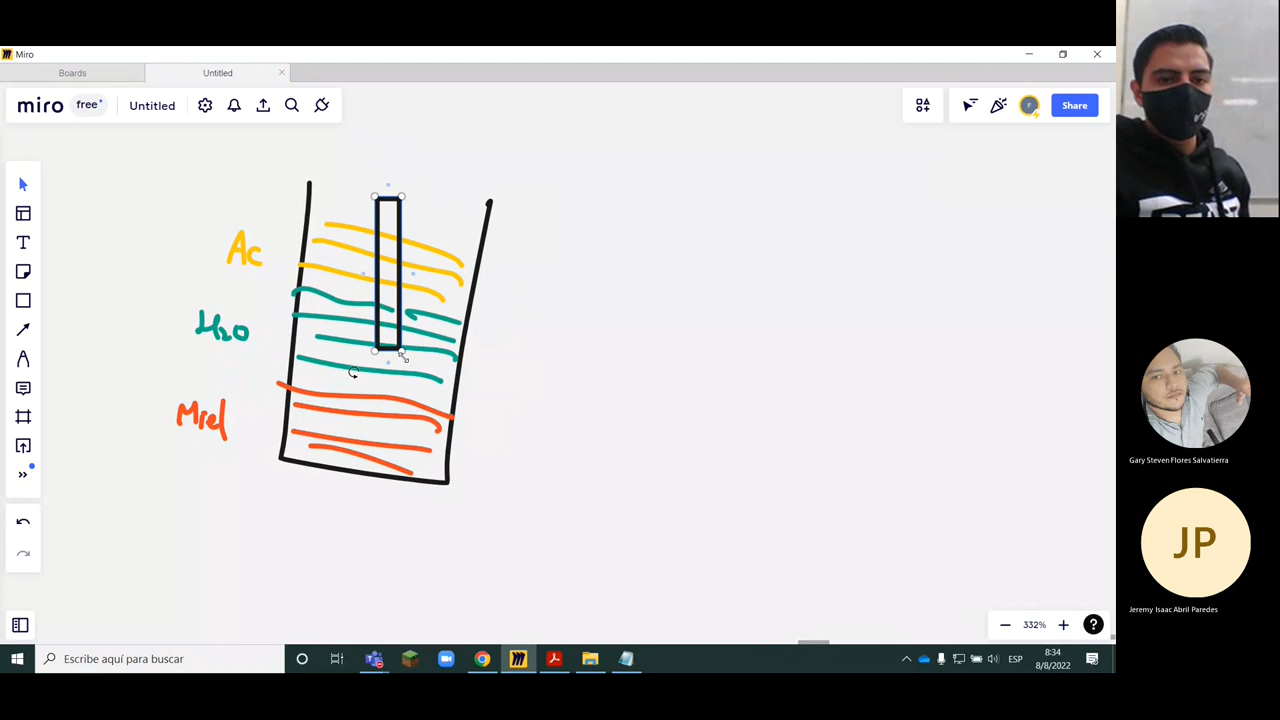 Miro
Boards
Untitled
miro
free
Untitled
Share
Ac
H2O
Miel
332%
Escribe aquí para buscar
ESP
8:34
8/8/2022
Gary Steven Flores Salvatierra
JP
Jeremy Isaac Abril Paredes